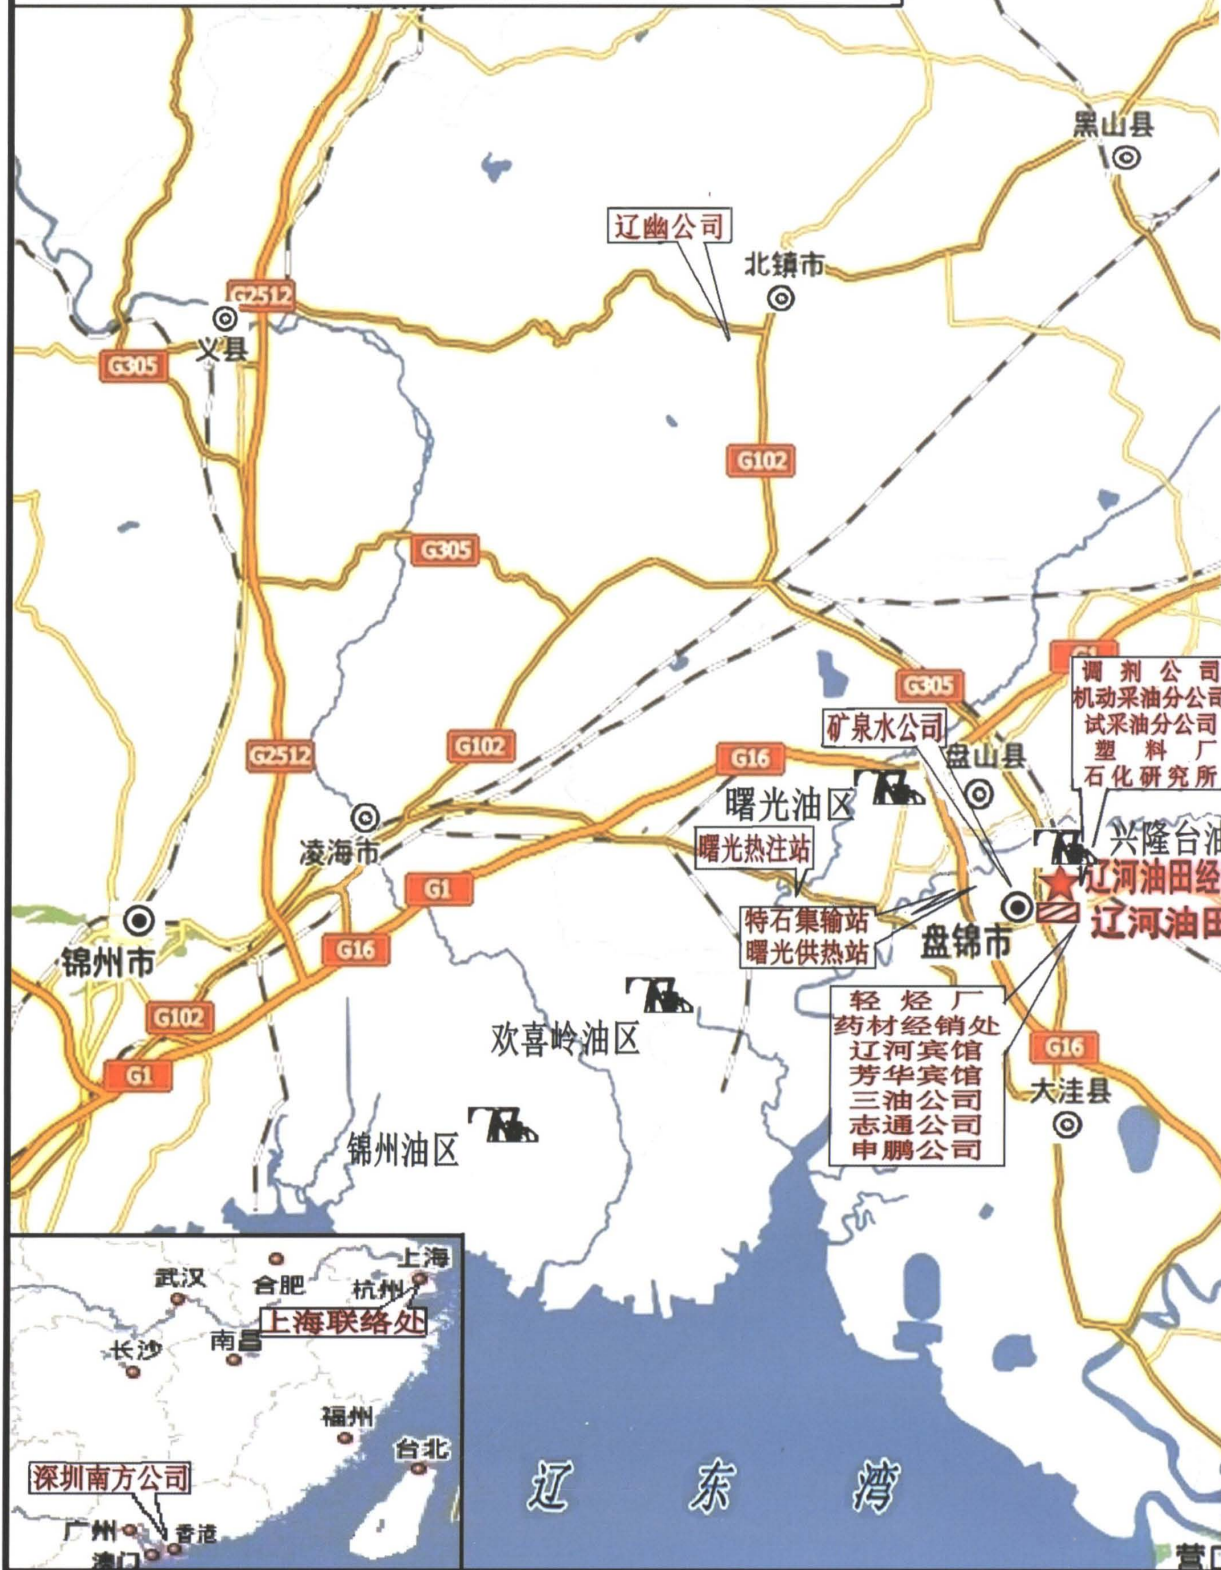 黑山县
辽幽公司
北镇市
G2512
义县
G305
G102
G305
G1
G305
调剂公司
机动采油分公司
试采油分公司
塑料厂
石化研究所
矿泉水公司
盘山县
G2512
G102
G16
曙光油区
凌海市
曙光热注站
兴隆台油
辽河油田经
G1
特石集输站
曙光供热站
盘锦市
辽河油田
锦州市
G16
轻烃厂
药材经销处
辽河宾馆
芳华宾馆
三油公司
志通公司
申鹏公司
G102
欢喜岭油区
G16
G1
大洼县
锦州油区
上海
武汉
合肥
杭州
上海联络处
南昌
长沙
福州
台北
深圳南方公司
辽东湾
广州
香港
澳门
营口